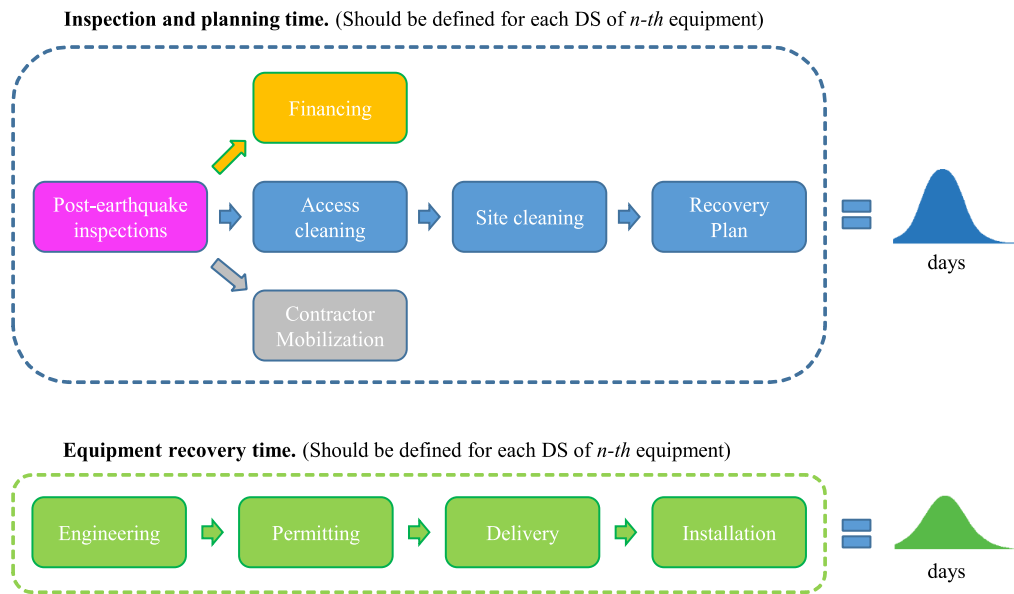 Inspection and planning time. (Should be defined for each DS of n-th equipment)
Financing
Post-earthquake
inspections
Access
cleaning
Site cleaning
Recovery
Plan
days
Contractor
Mobilization
Equipment recovery time. (Should be defined for each DS of n-th equipment)
Engineering
Permitting
Delivery
Installation
days